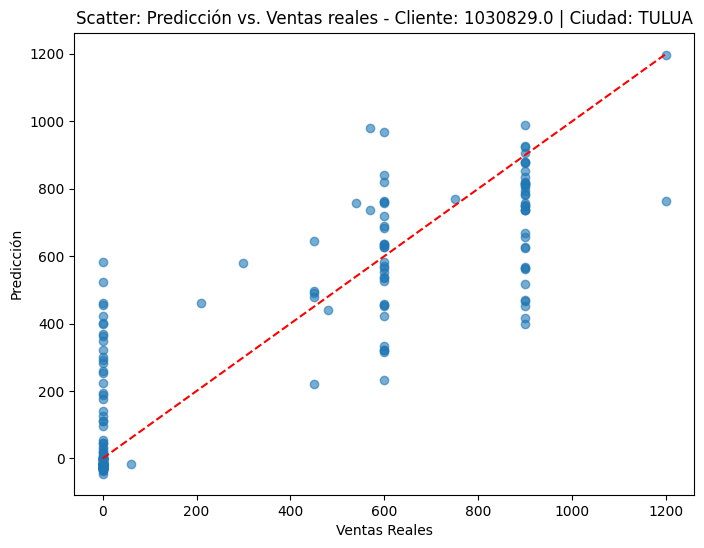 Scatter: Predicción vs. Ventas reales - Cliente: 1030829.0 | Ciudad: TULUA
1200
1000
800
600
400
200
0
Predicción
0 200 400 600 800 1000 1200
Ventas Reales